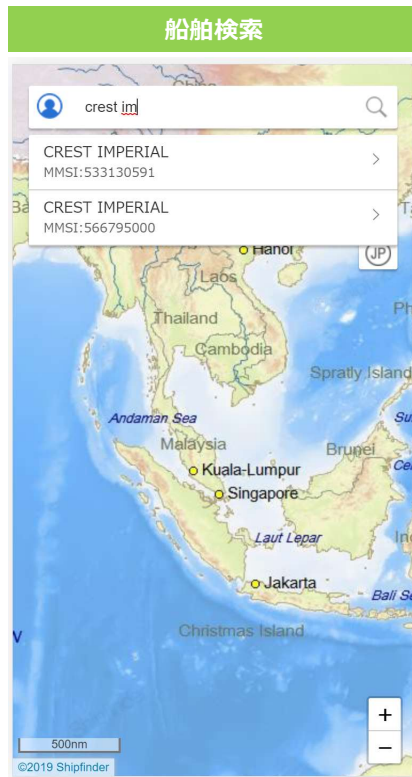 船舶検索
crest im
CREST IMPERIAL
MMSI:533130591
CREST IMPERIAL
MMSI:566795000
Hanoi
JP
Laos
Thailand
Cambodia
Spratly Island
Andaman Sea
Malaysia
Brunei
Kuala-Lumpur
Singapore
Laut Lepar
Jakarta
Christmas Island
+
−
500nm
©2019 Shipfinder